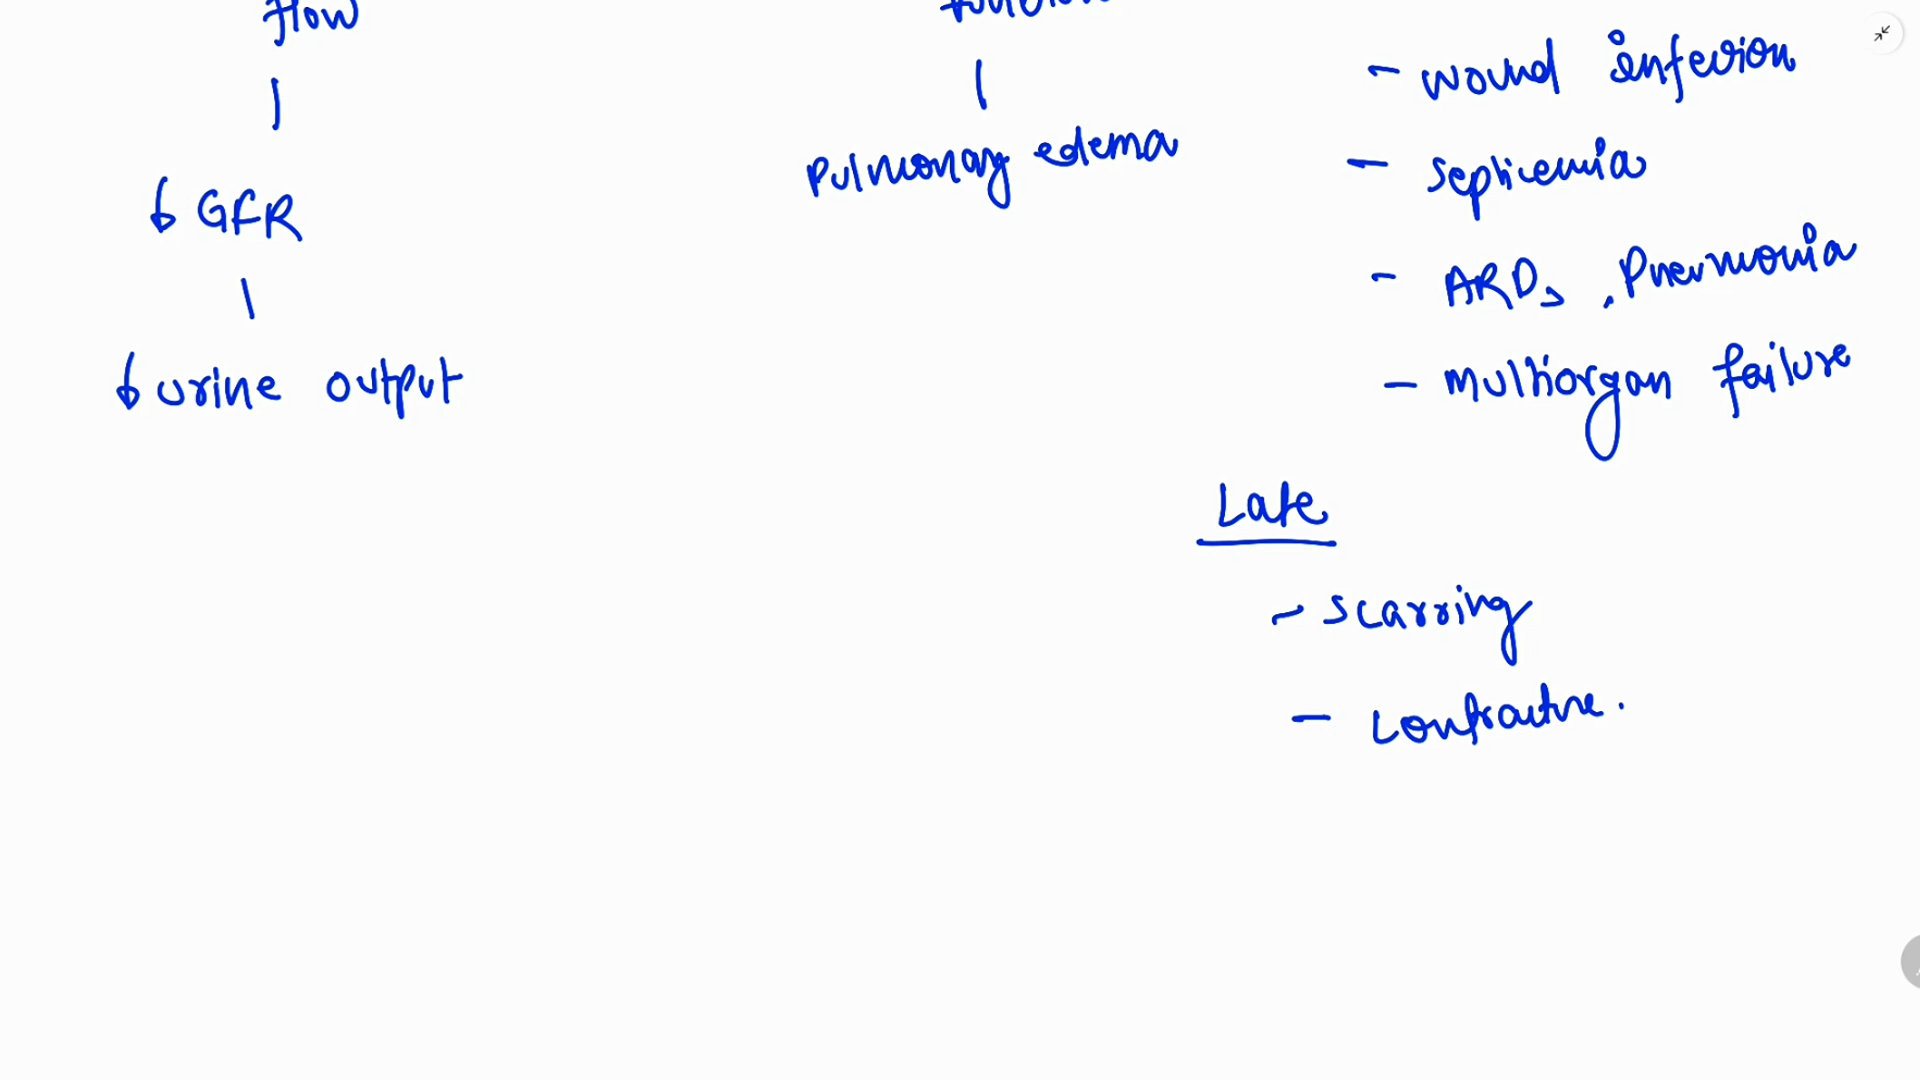 flow
|
↓ GFR
|
↓ urine output
|
Pulmonary edema
- wound infection
- septicemia
- ARDs, Pneumonia
- multiorgan failure
Late
- scarring
- contracture.